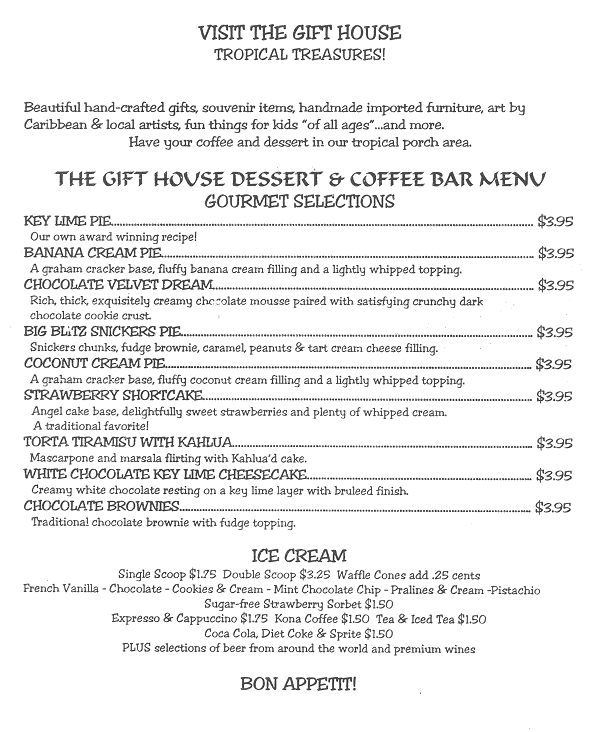 VISIT THE GIFT HOUSE
TROPICAL TREASURES!
Beautiful hand-crafted gifts, souvenir items, handmade imported furniture, art by
Caribbean & local artists, fun things for kids "of all ages"...and more.
Have your coffee and dessert in our tropical porch area.
THE GIFT HOUSE DESSERT & COFFEE BAR MENU
GOURMET SELECTIONS
KEY LIME PIE........ $3.95
Our own award winning recipe!
BANANA CREAM PIE........ $3.95
A graham cracker base, fluffy banana cream filling and a lightly whipped topping.
CHOCOLATE VELVET DREAM........ $3.95
Rich, thick, exquisitely creamy chocolate mousse paired with satisfying crunchy dark
chocolate cookie crust.
BIG BLITZ SNICKERS PIE........ $3.95
Snickers chunks, fudge brownie, caramel, peanuts & tart cream cheese filling.
COCONUT CREAM PIE........ $3.95
A graham cracker base, fluffy coconut cream filling and a lightly whipped topping.
STRAWBERRY SHORTCAKE........ $3.95
Angel cake base, delightfully sweet strawberries and plenty of whipped cream.
A traditional favorite!
TORTA TIRAMISU WITH KAHLUA........ $3.95
Mascarpone and marsala flirting with Kahlua'd cake.
WHITE CHOCOLATE KEY LIME CHEESECAKE........ $3.95
Creamy white chocolate resting on a key lime layer with bruleed finish.
CHOCOLATE BROWNIES........ $3.95
Traditional chocolate brownie with fudge topping.
ICE CREAM
Single Scoop $1.75 Double Scoop $3.25 Waffle Cones add .25 cents
French Vanilla - Chocolate - Cookies & Cream - Mint Chocolate Chip - Pralines & Cream -Pistachio
Sugar-free Strawberry Sorbet $1.50
Expresso & Cappuccino $1.75 Kona Coffee $1.50 Tea & Iced Tea $1.50
Coca Cola, Diet Coke & Sprite $1.50
PLUS selections of beer from around the world and premium wines
BON APPETIT!